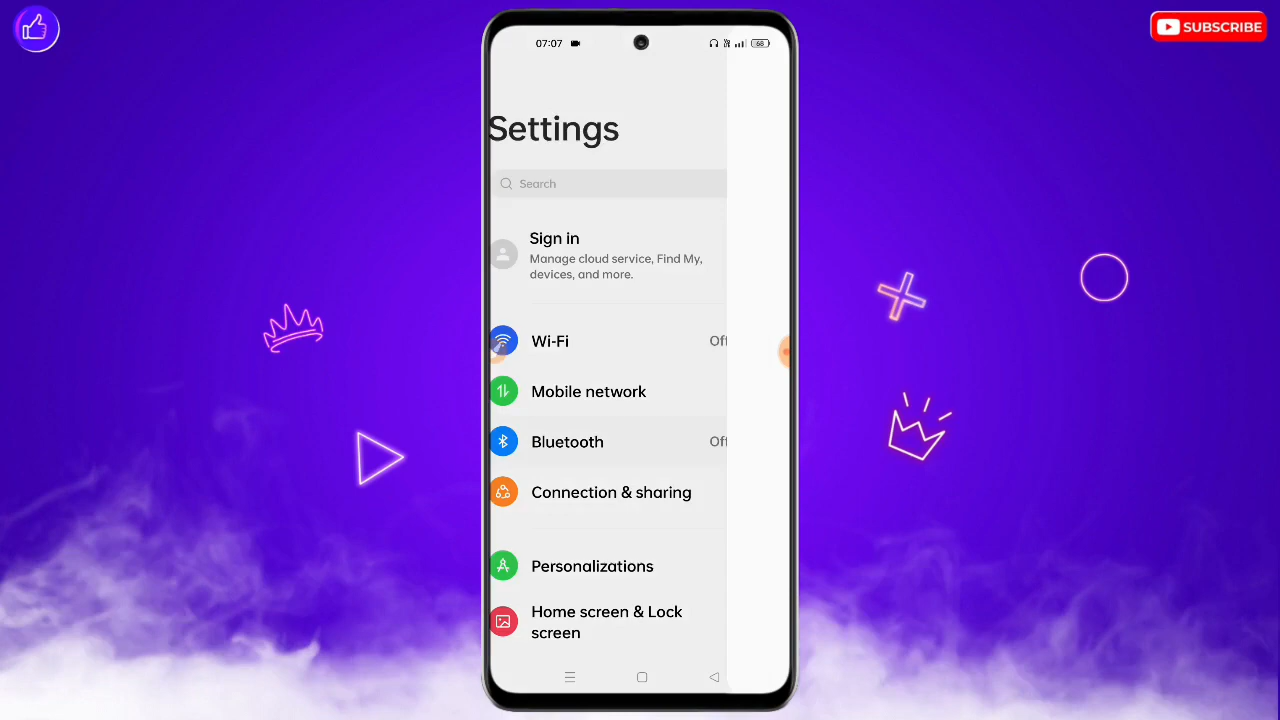 SUBSCRIBE
07:07
68
Settings
Search
Sign in
Manage cloud service, Find My,
devices, and more.
Wi-Fi Off
Mobile network
Bluetooth Off
Connection & sharing
Personalizations
Home screen & Lock
screen